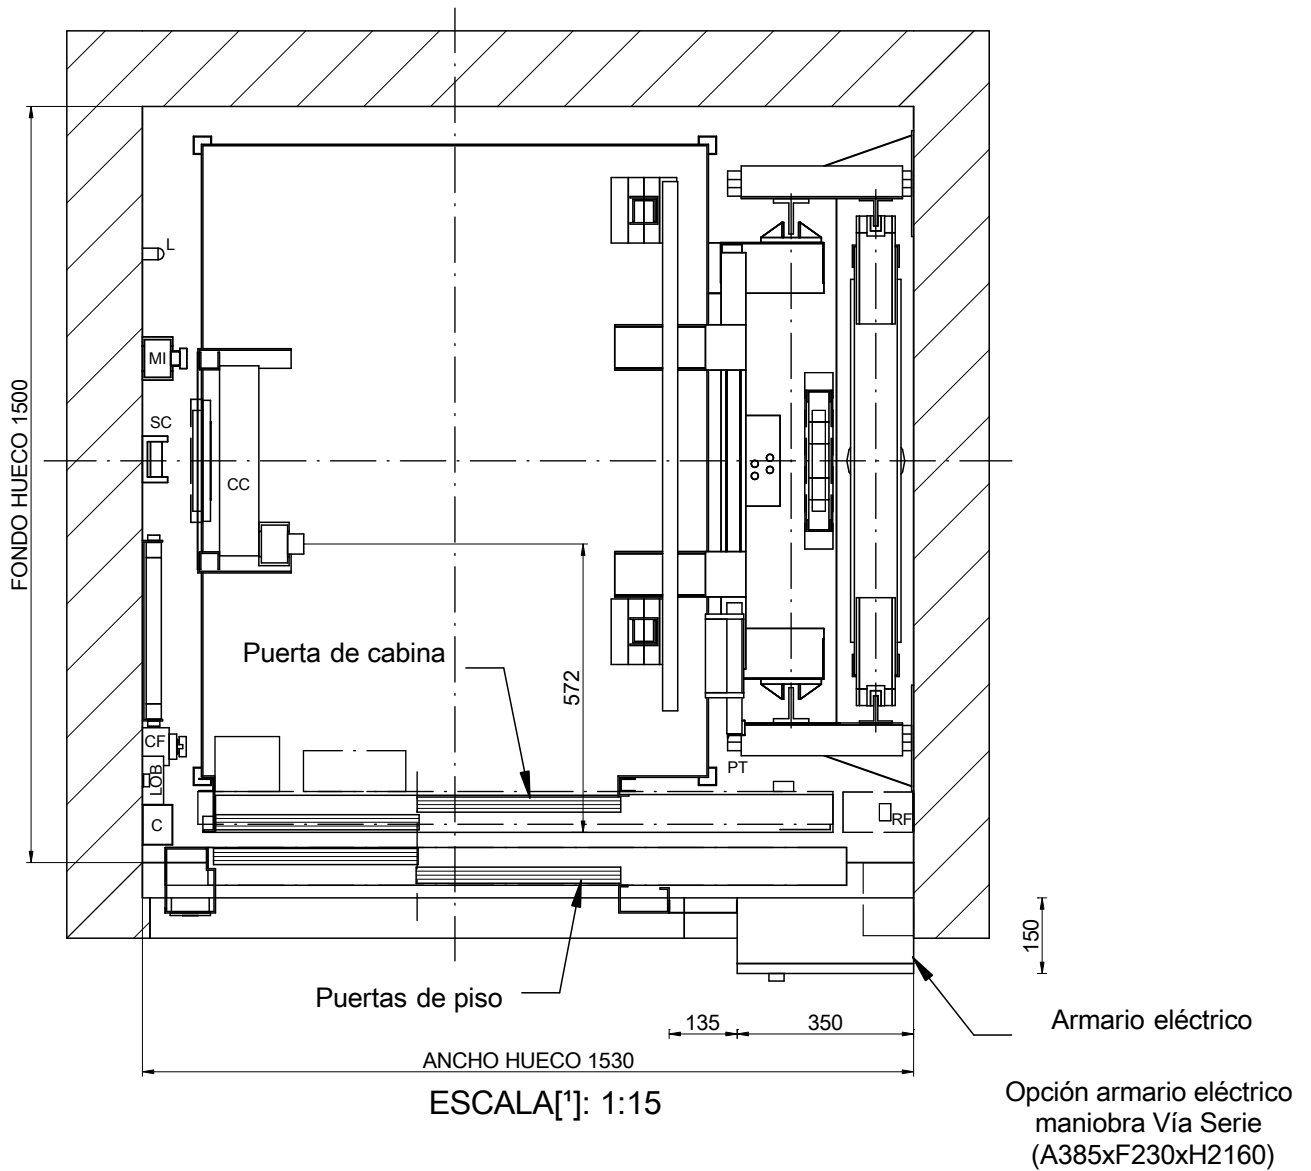 L
MI
FONDO HUECO 1500
SC
CC
Puerta de cabina
572
CF
LOB
PT
C
RF
150
Puertas de piso
135
350
Armario eléctrico
ANCHO HUECO 1530
ESCALA[¹]: 1:15
Opción armario eléctrico
maniobra Vía Serie
(A385xF230xH2160)